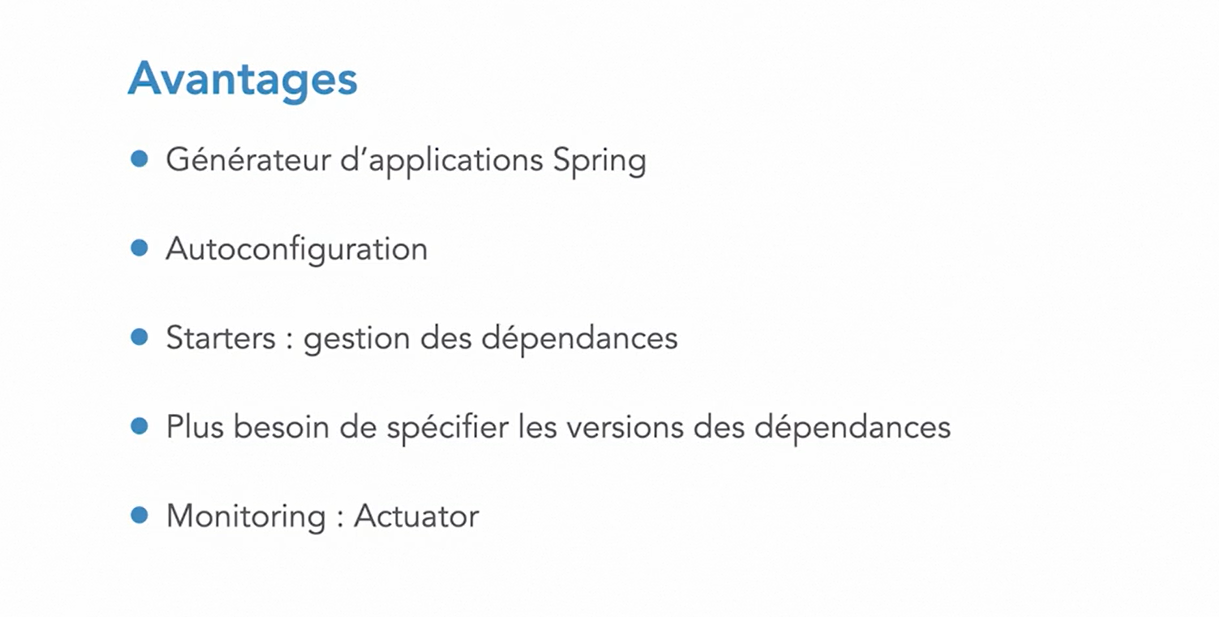 Avantages
Générateur d’applications Spring
Autoconfiguration
Starters : gestion des dépendances
Plus besoin de spécifier les versions des dépendances
Monitoring : Actuator